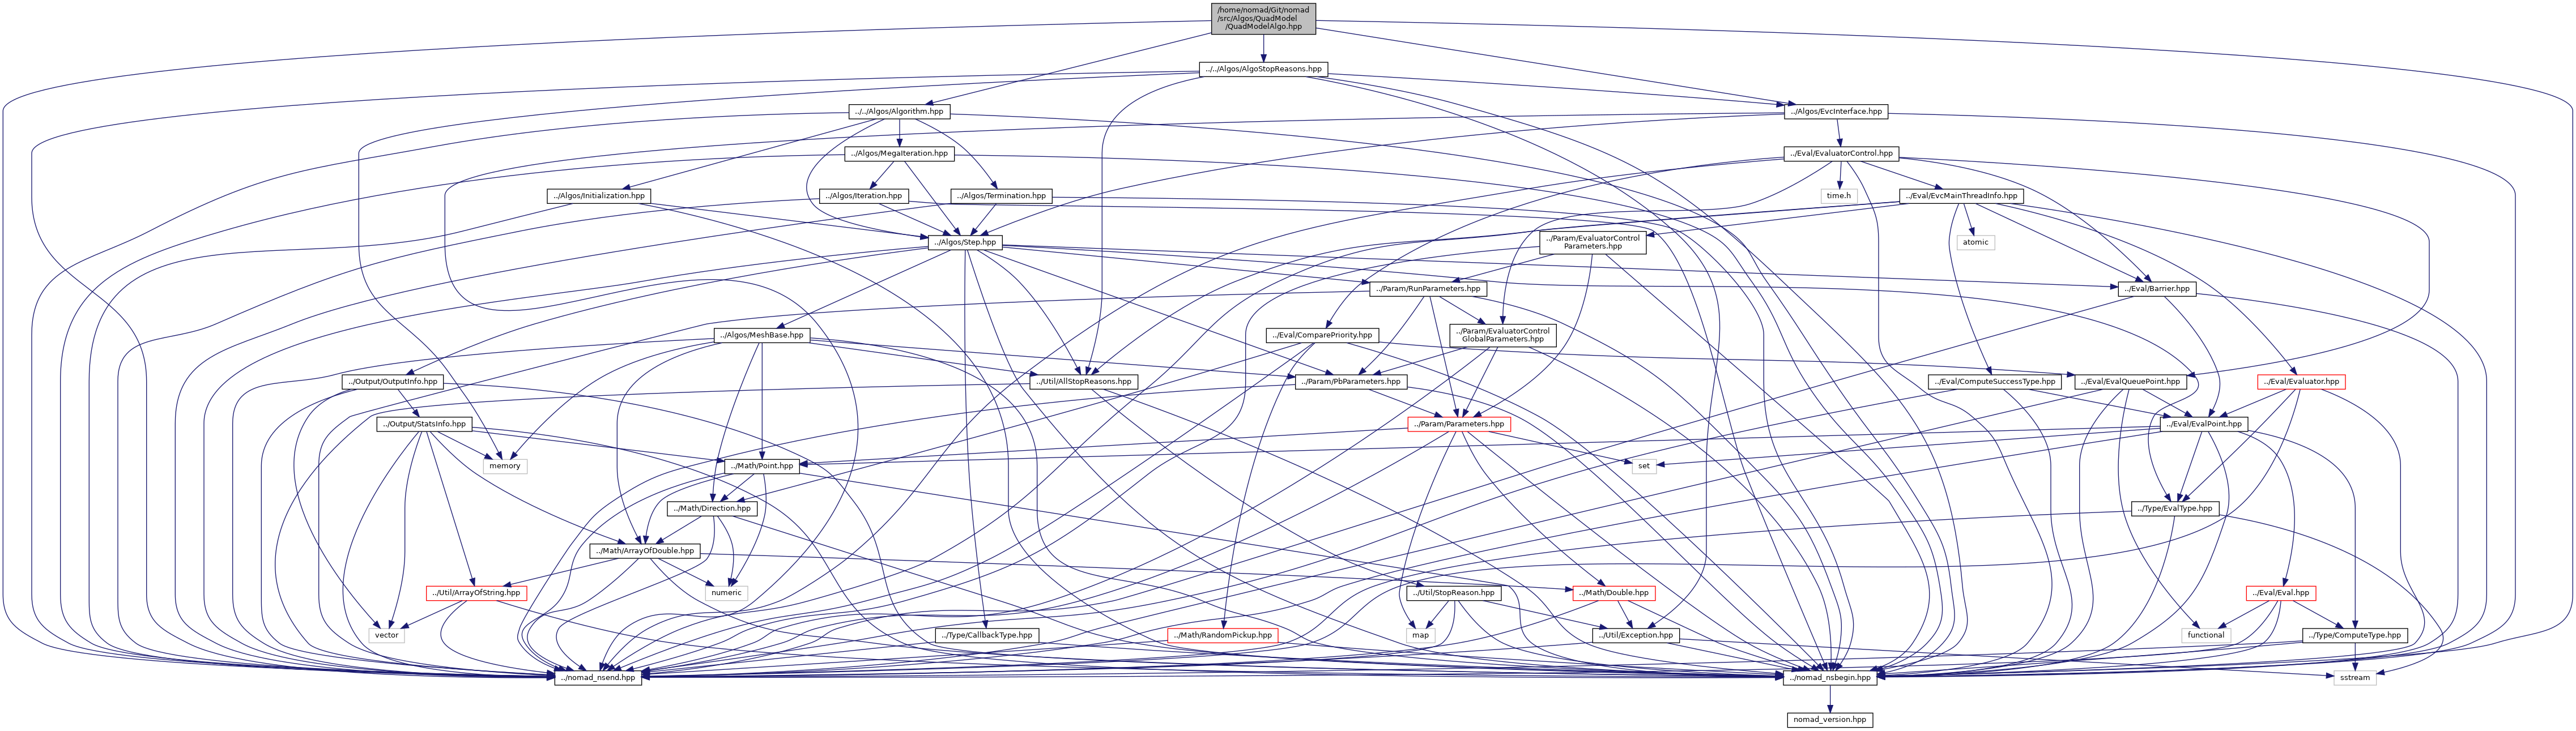 /home/nomad/Git/nomad
/src/Algos/QuadModel
/QuadModelAlgo.hpp
../../Algos/AlgoStopReasons.hpp
../../Algos/Algorithm.hpp
../Algos/EvcInterface.hpp
../Algos/MegaIteration.hpp
../Eval/EvaluatorControl.hpp
../Algos/Initialization.hpp
../Algos/Iteration.hpp
../Algos/Termination.hpp
time.h
../Eval/EvcMainThreadInfo.hpp
../Algos/Step.hpp
../Param/EvaluatorControl
Parameters.hpp
atomic
../Param/RunParameters.hpp
../Eval/Barrier.hpp
../Algos/MeshBase.hpp
../Eval/ComparePriority.hpp
../Param/EvaluatorControl
GlobalParameters.hpp
../Output/OutputInfo.hpp
../Util/AllStopReasons.hpp
../Param/PbParameters.hpp
../Eval/ComputeSuccessType.hpp
../Eval/EvalQueuePoint.hpp
../Eval/Evaluator.hpp
../Output/StatsInfo.hpp
../Param/Parameters.hpp
../Eval/EvalPoint.hpp
memory
../Math/Point.hpp
set
../Math/Direction.hpp
../Type/EvalType.hpp
../Math/ArrayOfDouble.hpp
../Util/ArrayOfString.hpp
numeric
../Math/Double.hpp
../Util/StopReason.hpp
../Eval/Eval.hpp
vector
../Type/CallbackType.hpp
../Math/RandomPickup.hpp
map
../Util/Exception.hpp
functional
../Type/ComputeType.hpp
../nomad_nsend.hpp
../nomad_nsbegin.hpp
sstream
nomad_version.hpp